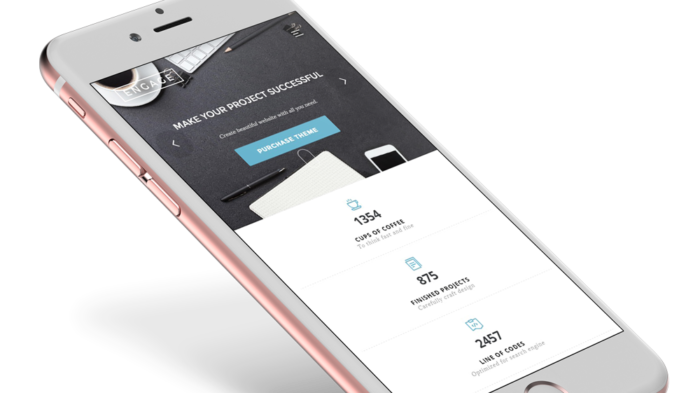 ENGAGE
MAKE YOUR PROJECT SUCCESSFUL
Create beautiful website with all you need.
PURCHASE THEME
1354
CUPS OF COFFEE
To think fast and fine
875
FINISHED PROJECTS
Carefully craft design
2457
LINE OF CODES
Optimized for search engine